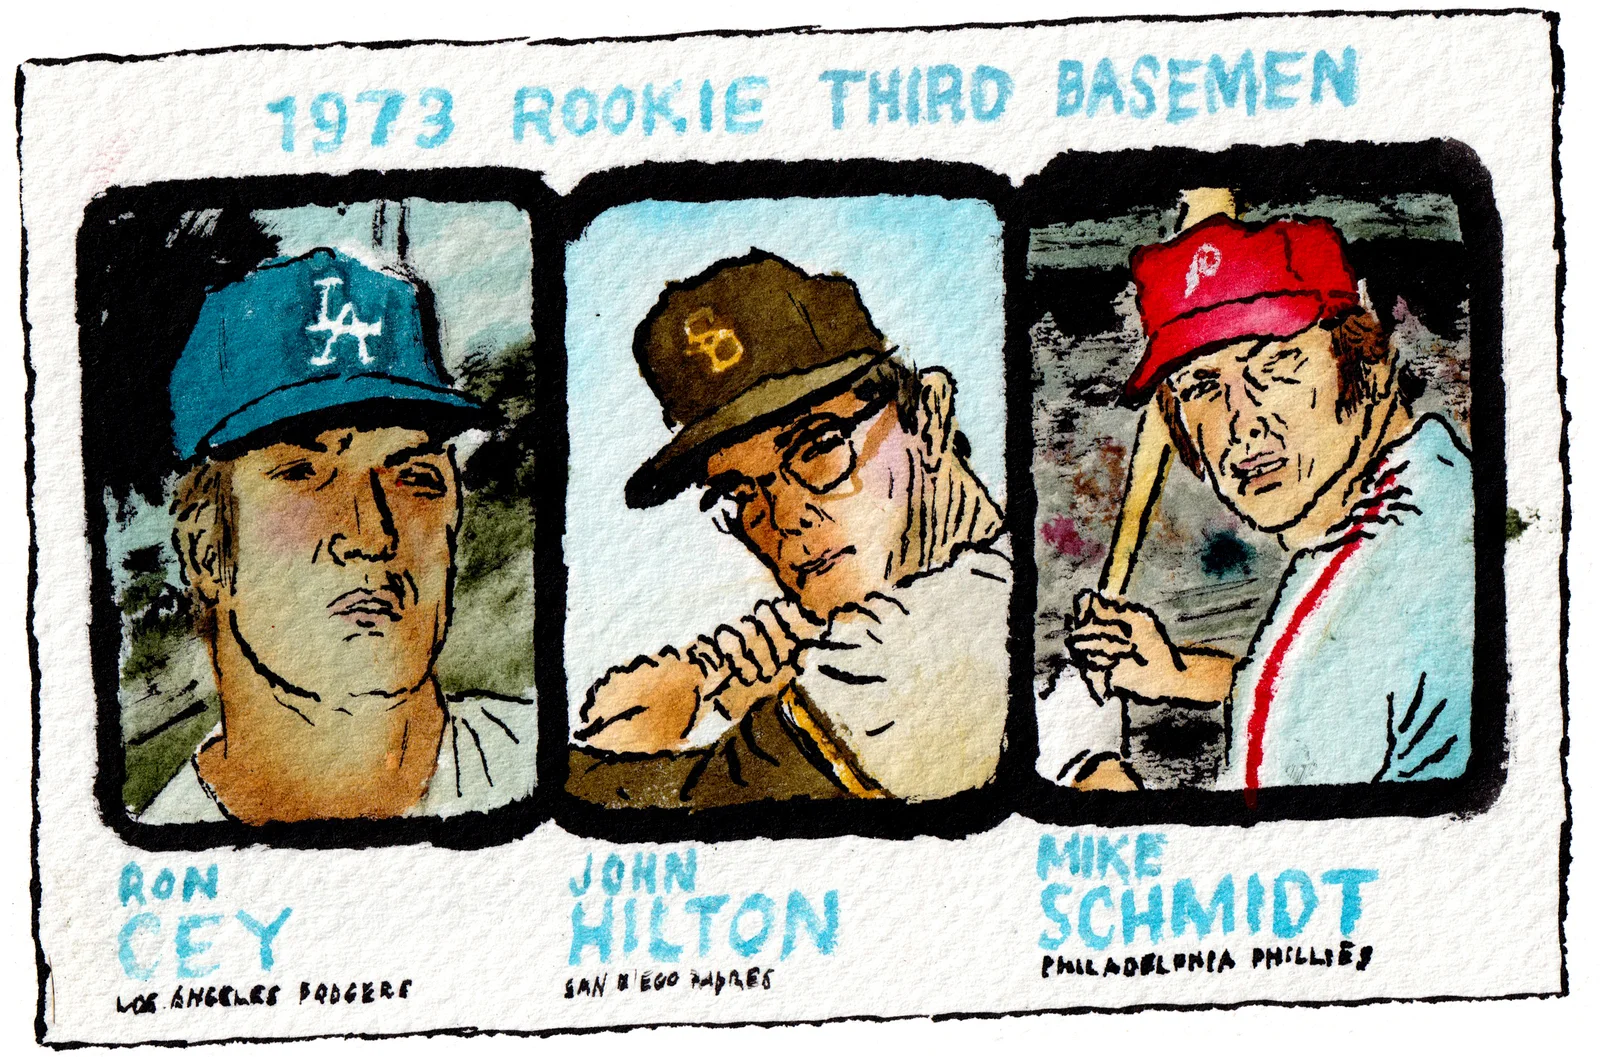 1973 ROOKIE THIRD BASEMEN
LA
SD
P
RON
CEY
LOS ANGELES DODGERS
JOHN
HILTON
SAN DIEGO PADRES
MIKE
SCHMIDT
PHILADELPHIA PHILLIES